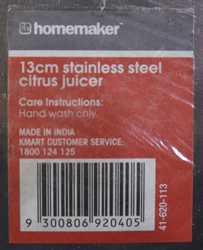 homemaker™
13cm stainless steel
citrus juicer
Care Instructions:
Hand wash only.
MADE IN INDIA
KMART CUSTOMER SERVICE:
1800 124 125
41-620-113
9 300806 920405